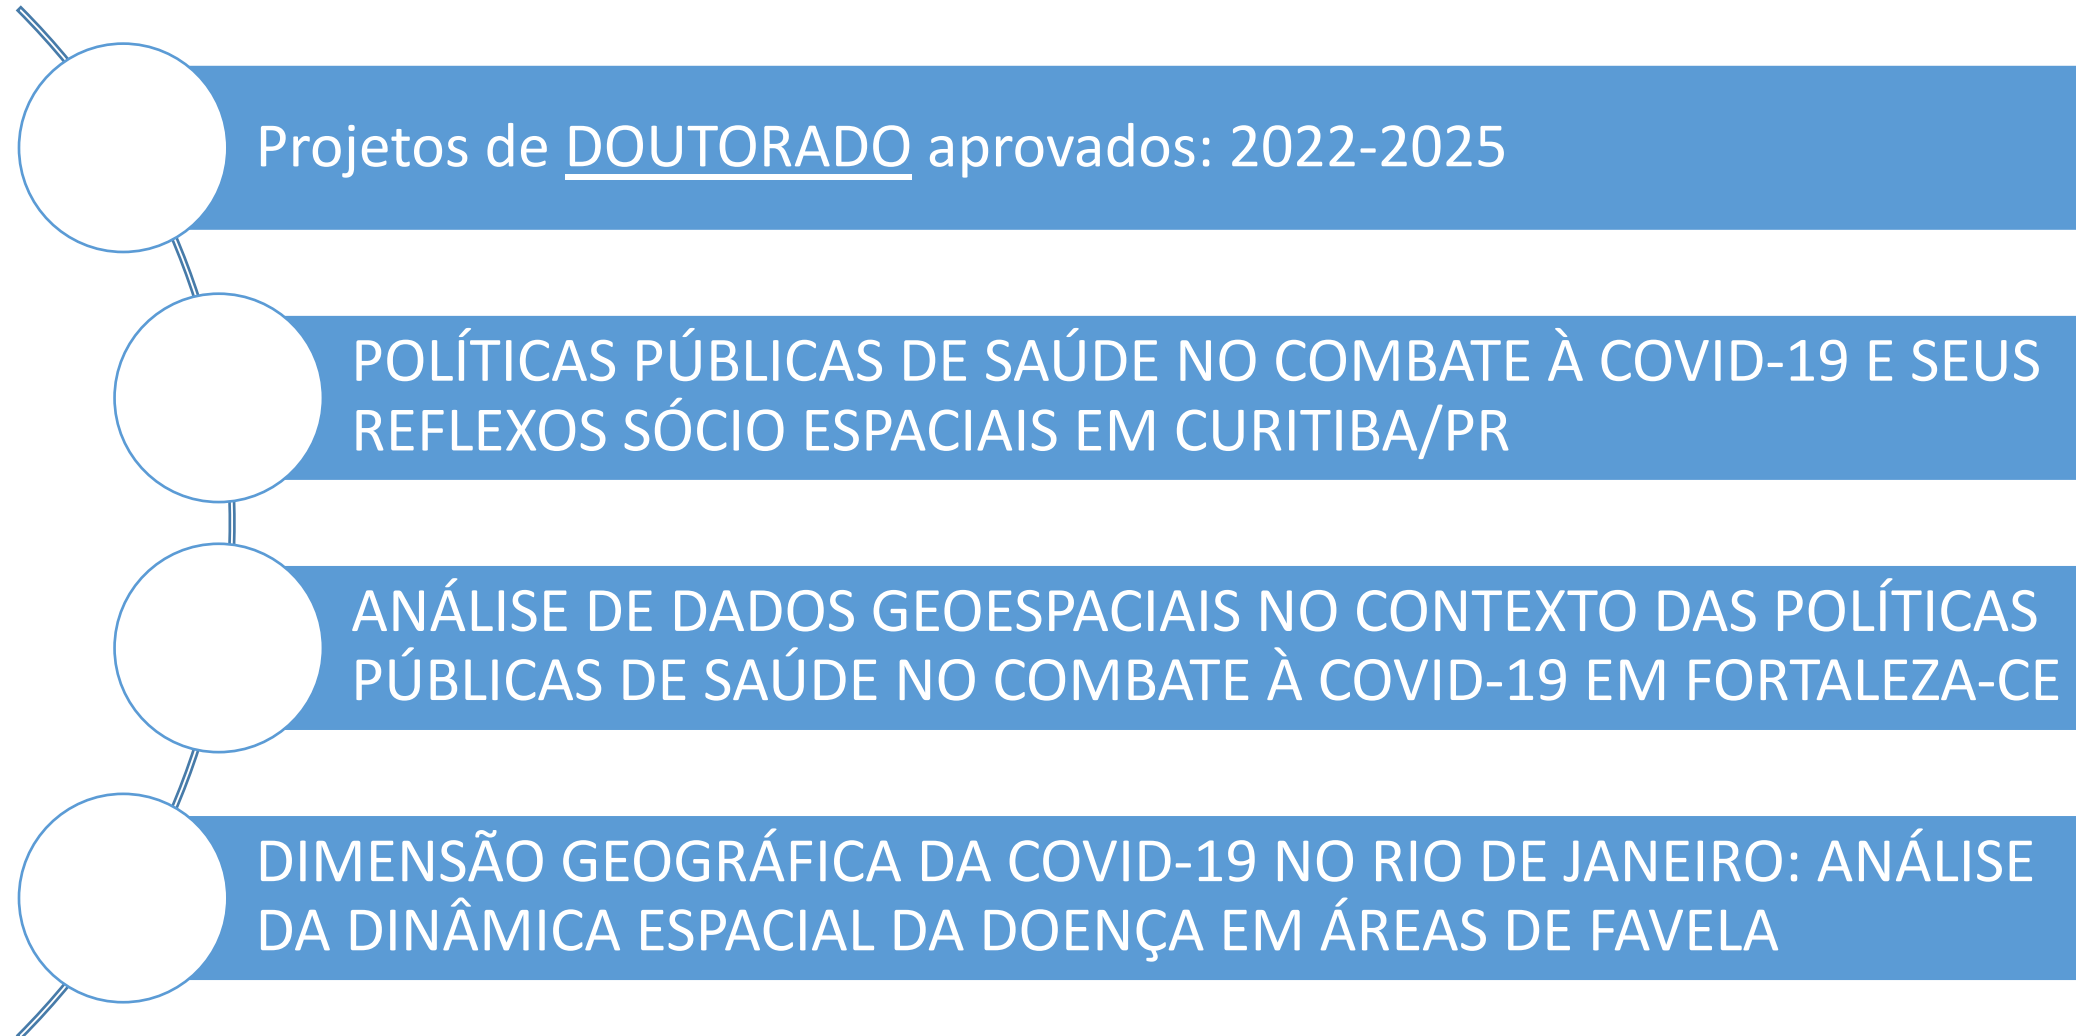 Projetos de DOUTORADO aprovados: 2022-2025
POLÍTICAS PÚBLICAS DE SAÚDE NO COMBATE À COVID-19 E SEUS
REFLEXOS SÓCIO ESPACIAIS EM CURITIBA/PR
ANÁLISE DE DADOS GEOESPACIAIS NO CONTEXTO DAS POLÍTICAS
PÚBLICAS DE SAÚDE NO COMBATE À COVID-19 EM FORTALEZA-CE
DIMENSÃO GEOGRÁFICA DA COVID-19 NO RIO DE JANEIRO: ANÁLISE
DA DINÂMICA ESPACIAL DA DOENÇA EM ÁREAS DE FAVELA